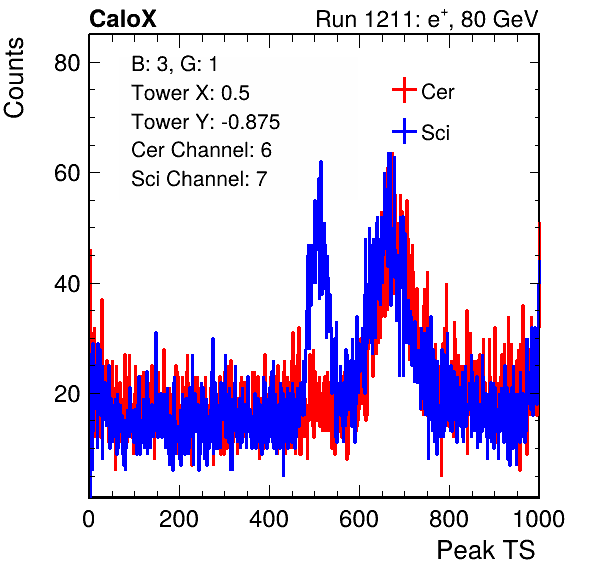 CaloX Run 1211: e⁺, 80 GeV
Counts
80
60
40
20
B: 3, G: 1
Tower X: 0.5
Tower Y: -0.875
Cer Channel: 6
Sci Channel: 7
Cer
Sci
0 200 400 600 800 1000
Peak TS